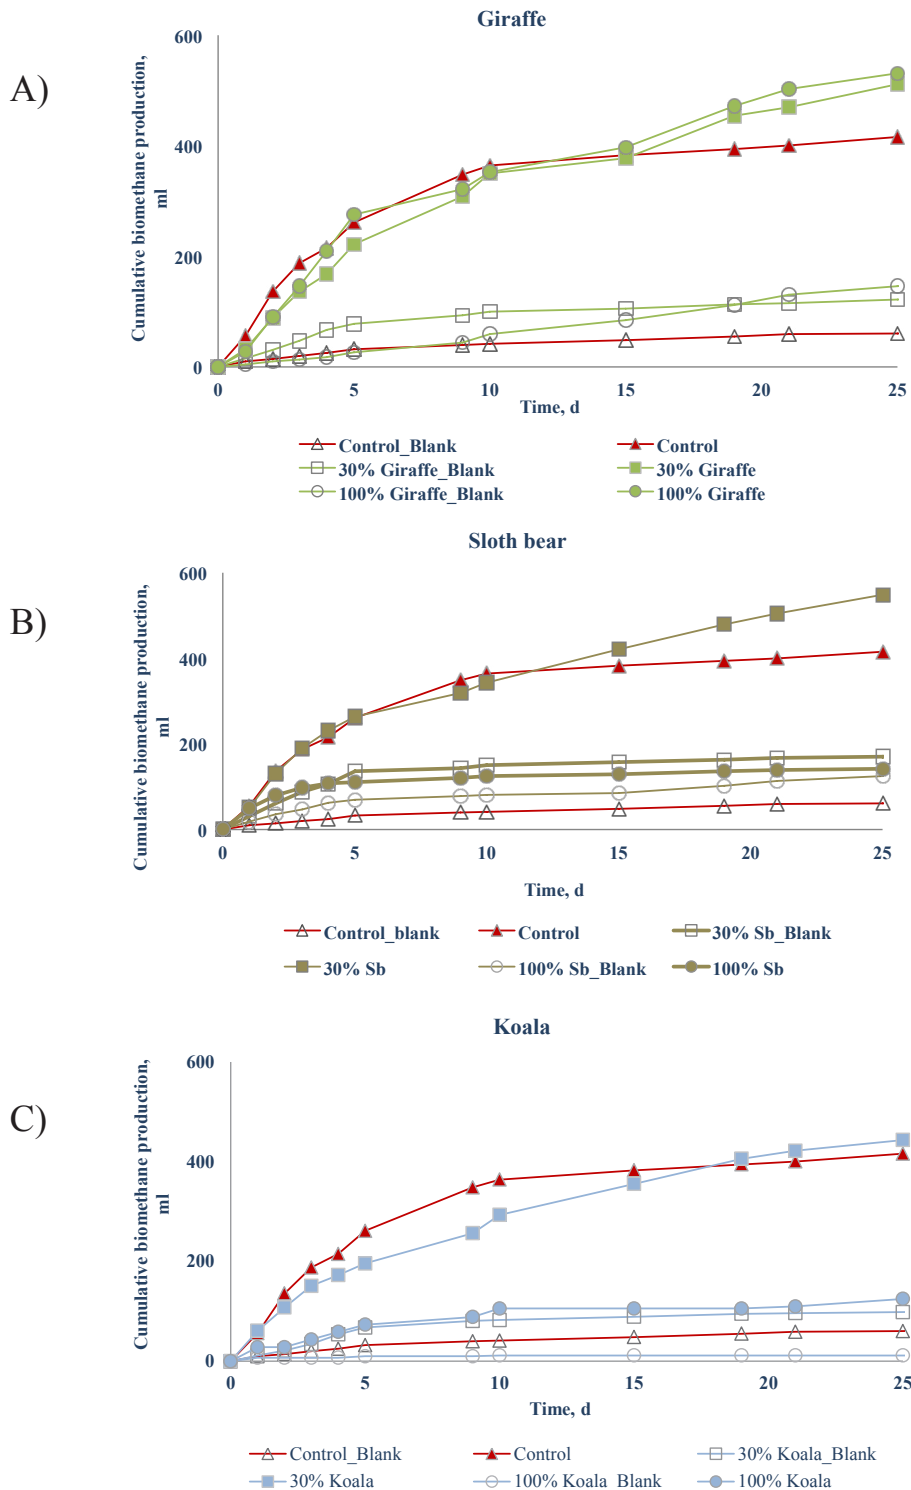 Giraffe
A)
Cumulative biomethane production,
ml
600
400
200
0
0 5 10 15 20 25
Time, d
Control_Blank Control
30% Giraffe_Blank 30% Giraffe
100% Giraffe_Blank 100% Giraffe
Sloth bear
B)
Cumulative biomethane production,
ml
600
400
200
0
0 5 10 15 20 25
Time, d
Control_blank Control 30% Sb_Blank
30% Sb 100% Sb_Blank 100% Sb
Koala
C)
Cumulative biomethane production,
ml
600
400
200
0
0 5 10 15 20 25
Time, d
Control_Blank Control 30% Koala_Blank
30% Koala 100% Koala_Blank 100% Koala